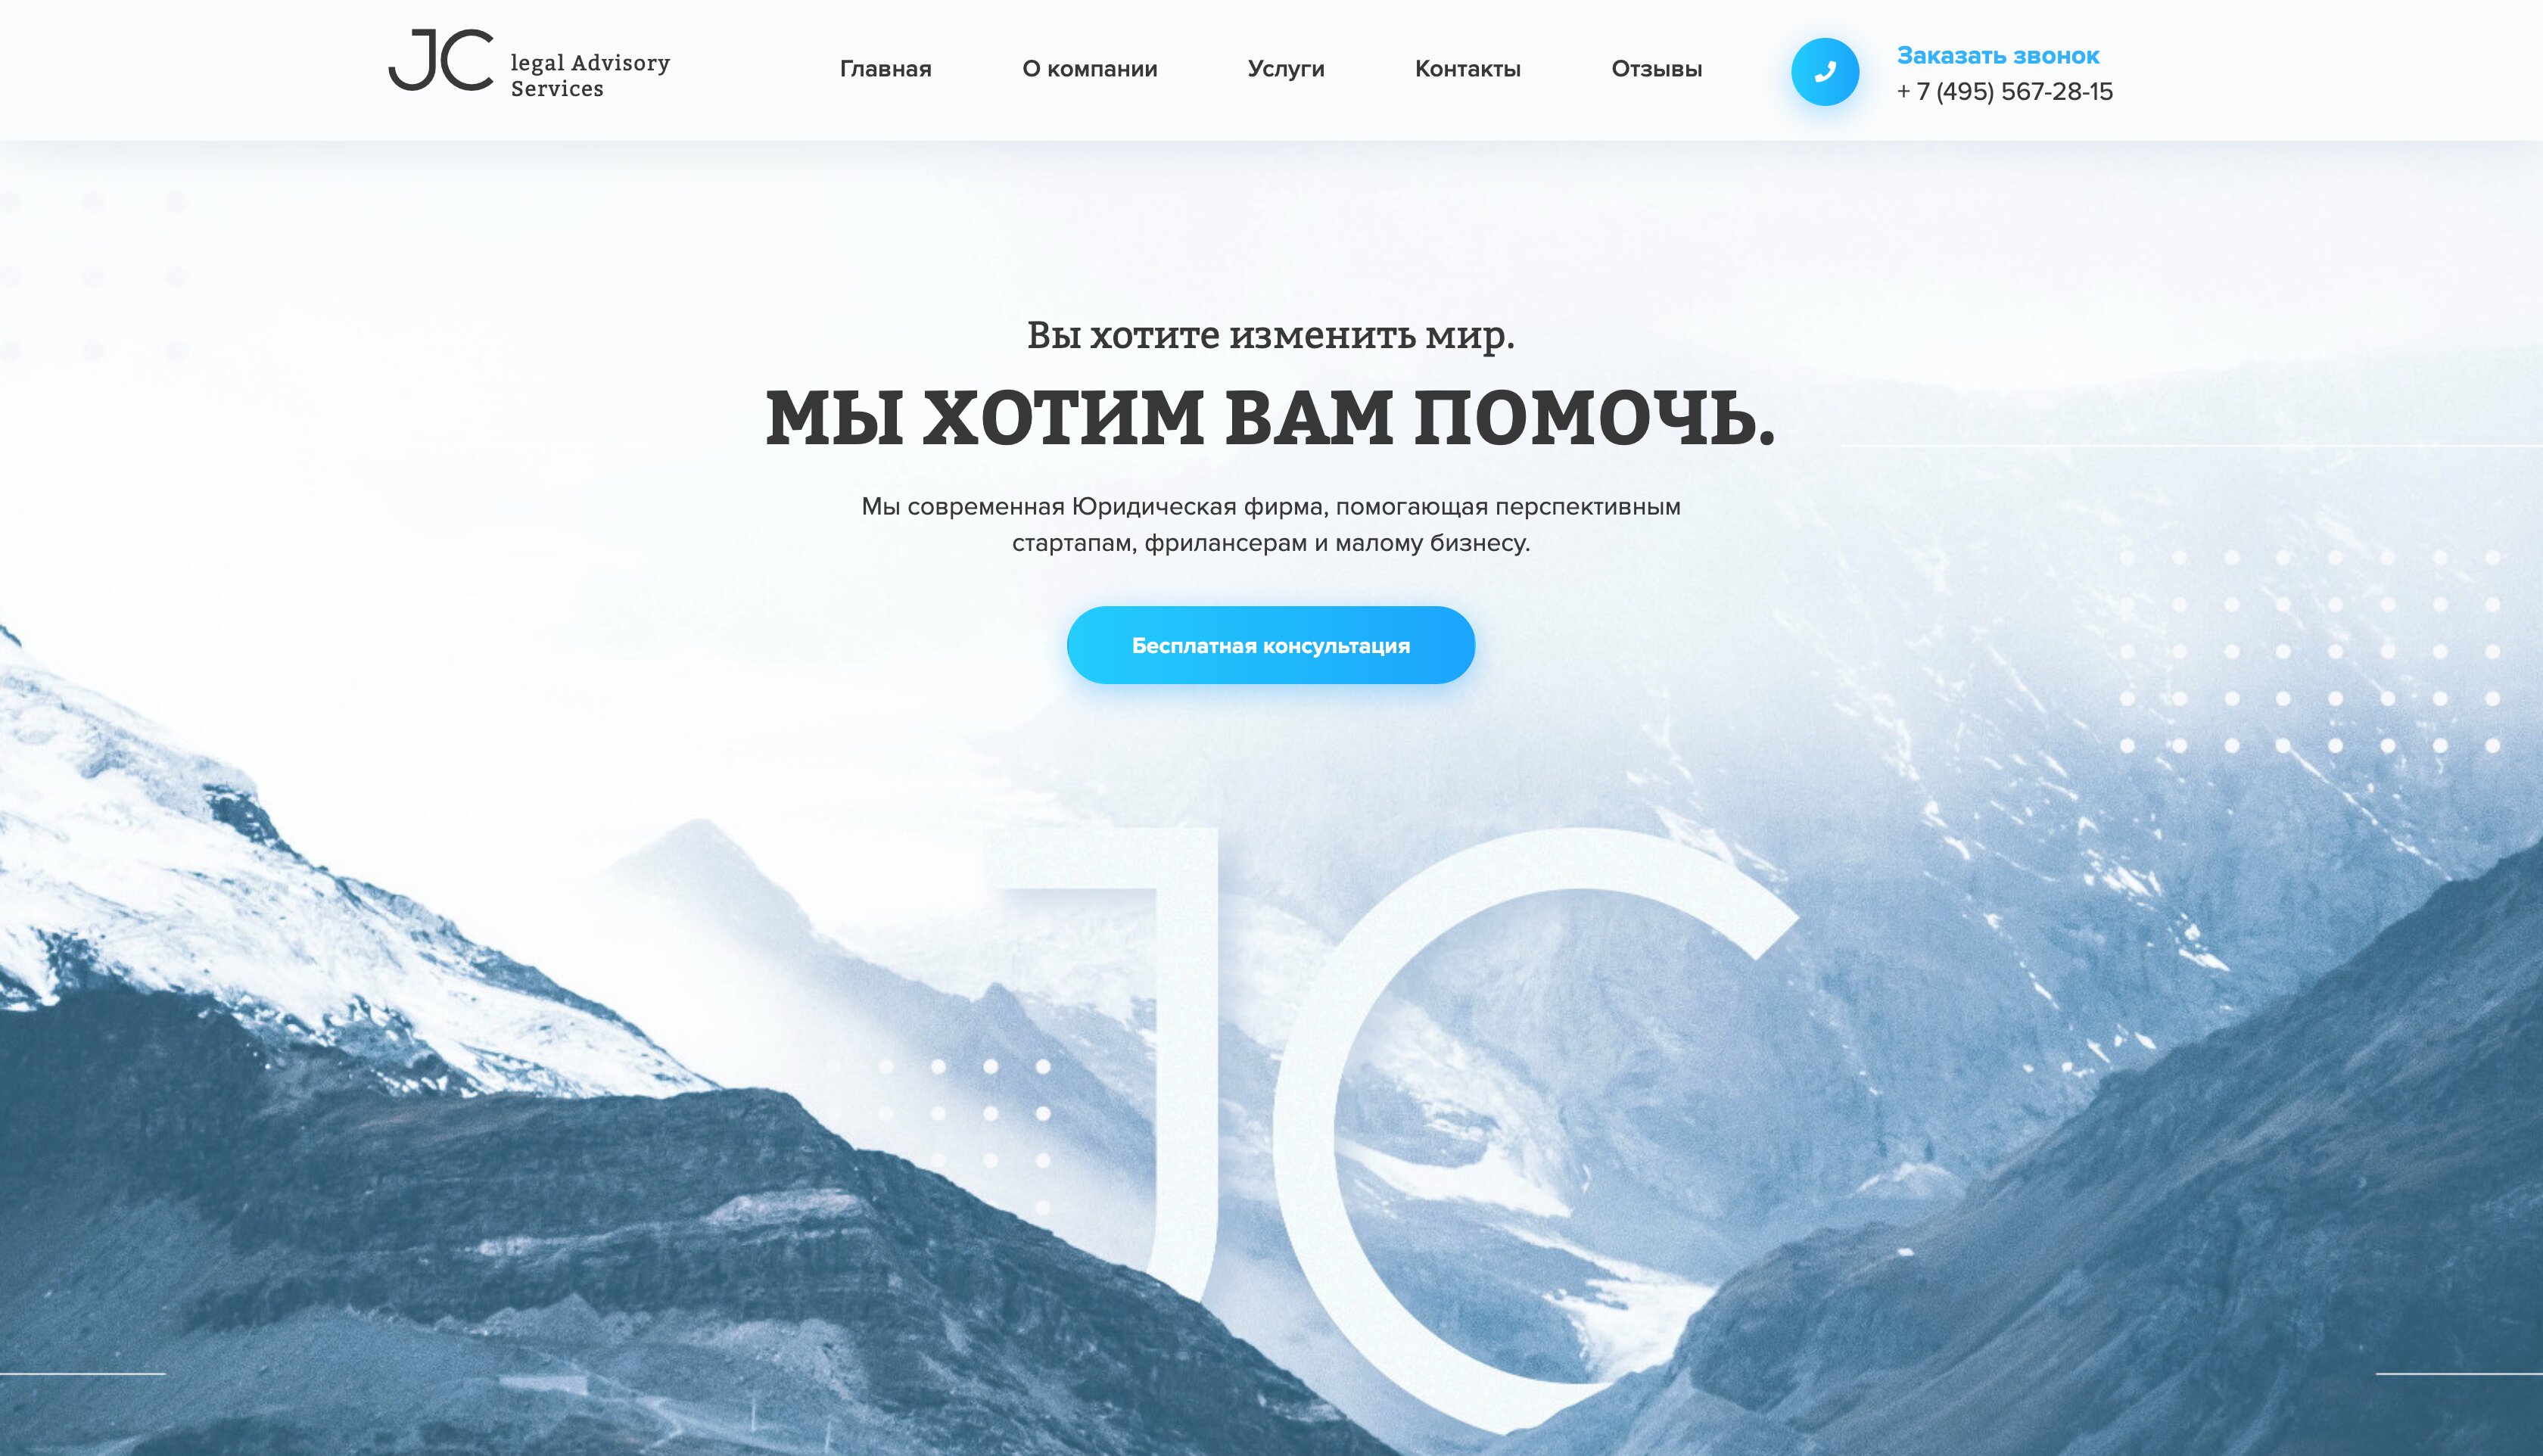 JC legal Advisory
Services
Главная
О компании
Услуги
Контакты
Отзывы
Заказать звонок
+ 7 (495) 567-28-15
Вы хотите изменить мир.
МЫ ХОТИМ ВАМ ПОМОЧЬ.
Мы современная Юридическая фирма, помогающая перспективным
стартапам, фрилансерам и малому бизнесу.
Бесплатная консультация
JC